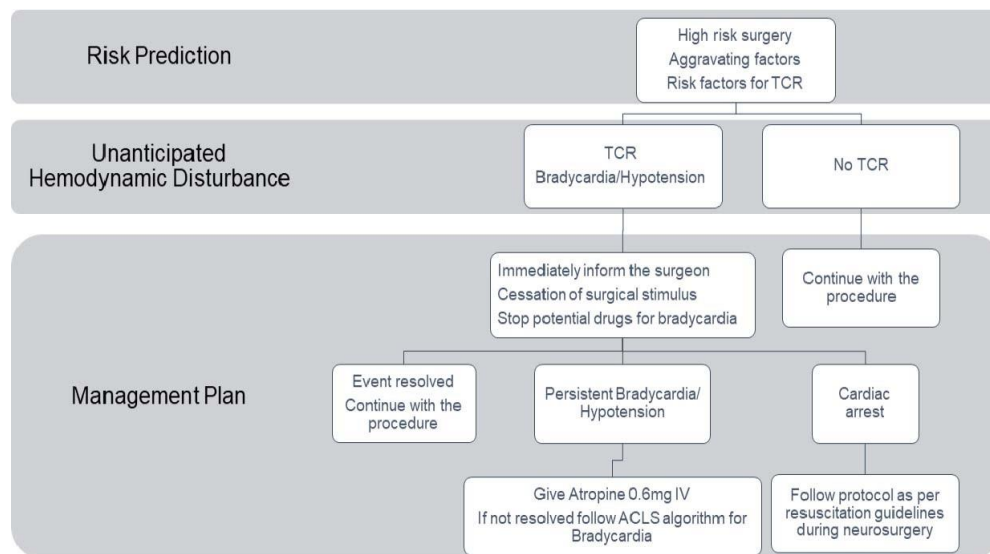 Risk Prediction
High risk surgery
Aggravating factors
Risk factors for TCR
Unanticipated
Hemodynamic Disturbance
TCR
Bradycardia/Hypotension
No TCR
Immediately inform the surgeon
Cessation of surgical stimulus
Stop potential drugs for bradycardia
Continue with the
procedure
Management Plan
Event resolved
Continue with the
procedure
Persistent Bradycardia/
Hypotension
Cardiac
arrest
Give Atropine 0.6mg IV
If not resolved follow ACLS algorithm for
Bradycardia
Follow protocol as per
resuscitation guidelines
during neurosurgery